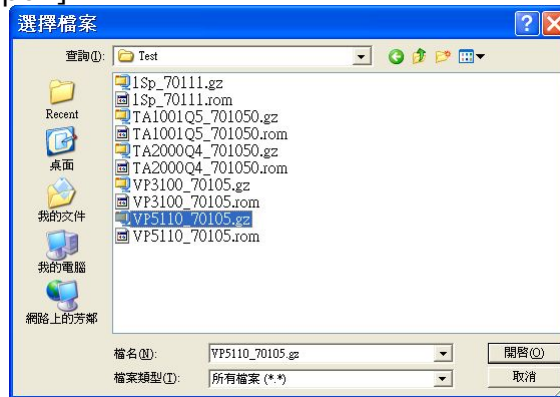 選擇檔案
查詢(I): Test
Recent
桌面
我的文件
我的電腦
網路上的芳鄰
1Sp_70111.gz
1Sp_70111.rom
TA1001Q5_701050.gz
TA1001Q5_701050.rom
TA2000Q4_701050.gz
TA2000Q4_701050.rom
VP3100_70105.gz
VP3100_70105.rom
VP5110_70105.gz
VP5110_70105.rom
檔名(N): VP5110_70105.gz 開啓(O)
檔案類型(T): 所有檔案 (*.*) 取消